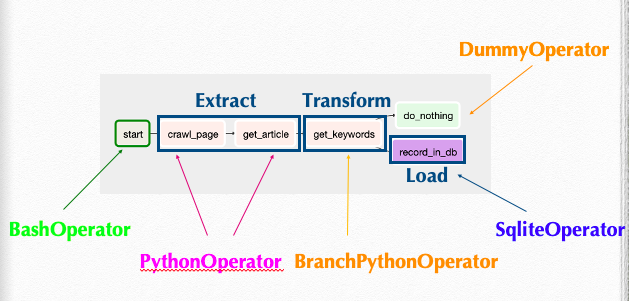 DummyOperator
Extract
Transform
do_nothing
start
crawl_page
get_article
get_keywords
record_in_db
Load
BashOperator
SqliteOperator
PythonOperator
BranchPythonOperator